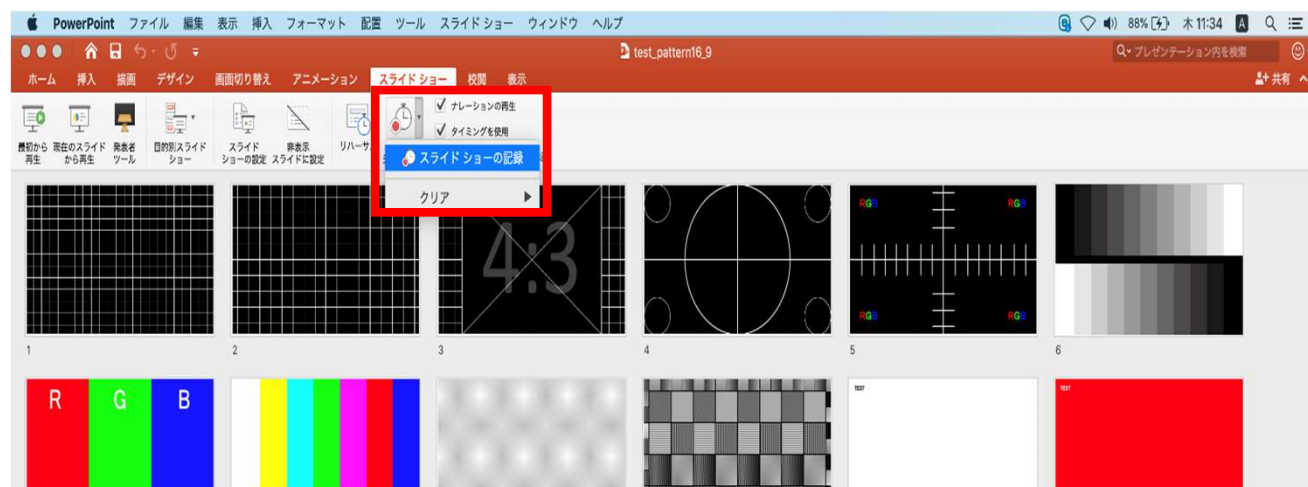 PowerPoint ファイル 編集 表示 挿入 フォーマット 配置 ツール スライド ショー ウィンドウ ヘルプ 88% 木11:34 A
test_pattern16_9
プレゼンテーション内を検索
ホーム 挿入 描画 デザイン 画面切り替え アニメーション スライド ショー 校閲 表示 共有
最初から再生
現在のスライドから再生
発表者ツール
目的別スライドショー
スライドショーの設定
非表示スライドに設定
ナレーションの再生
タイミングを使用
スライド ショーの記録
クリア
4:3
RGB RGB
RGB RGB
1 2 3 4 5 6
R G B
TEST
TEST